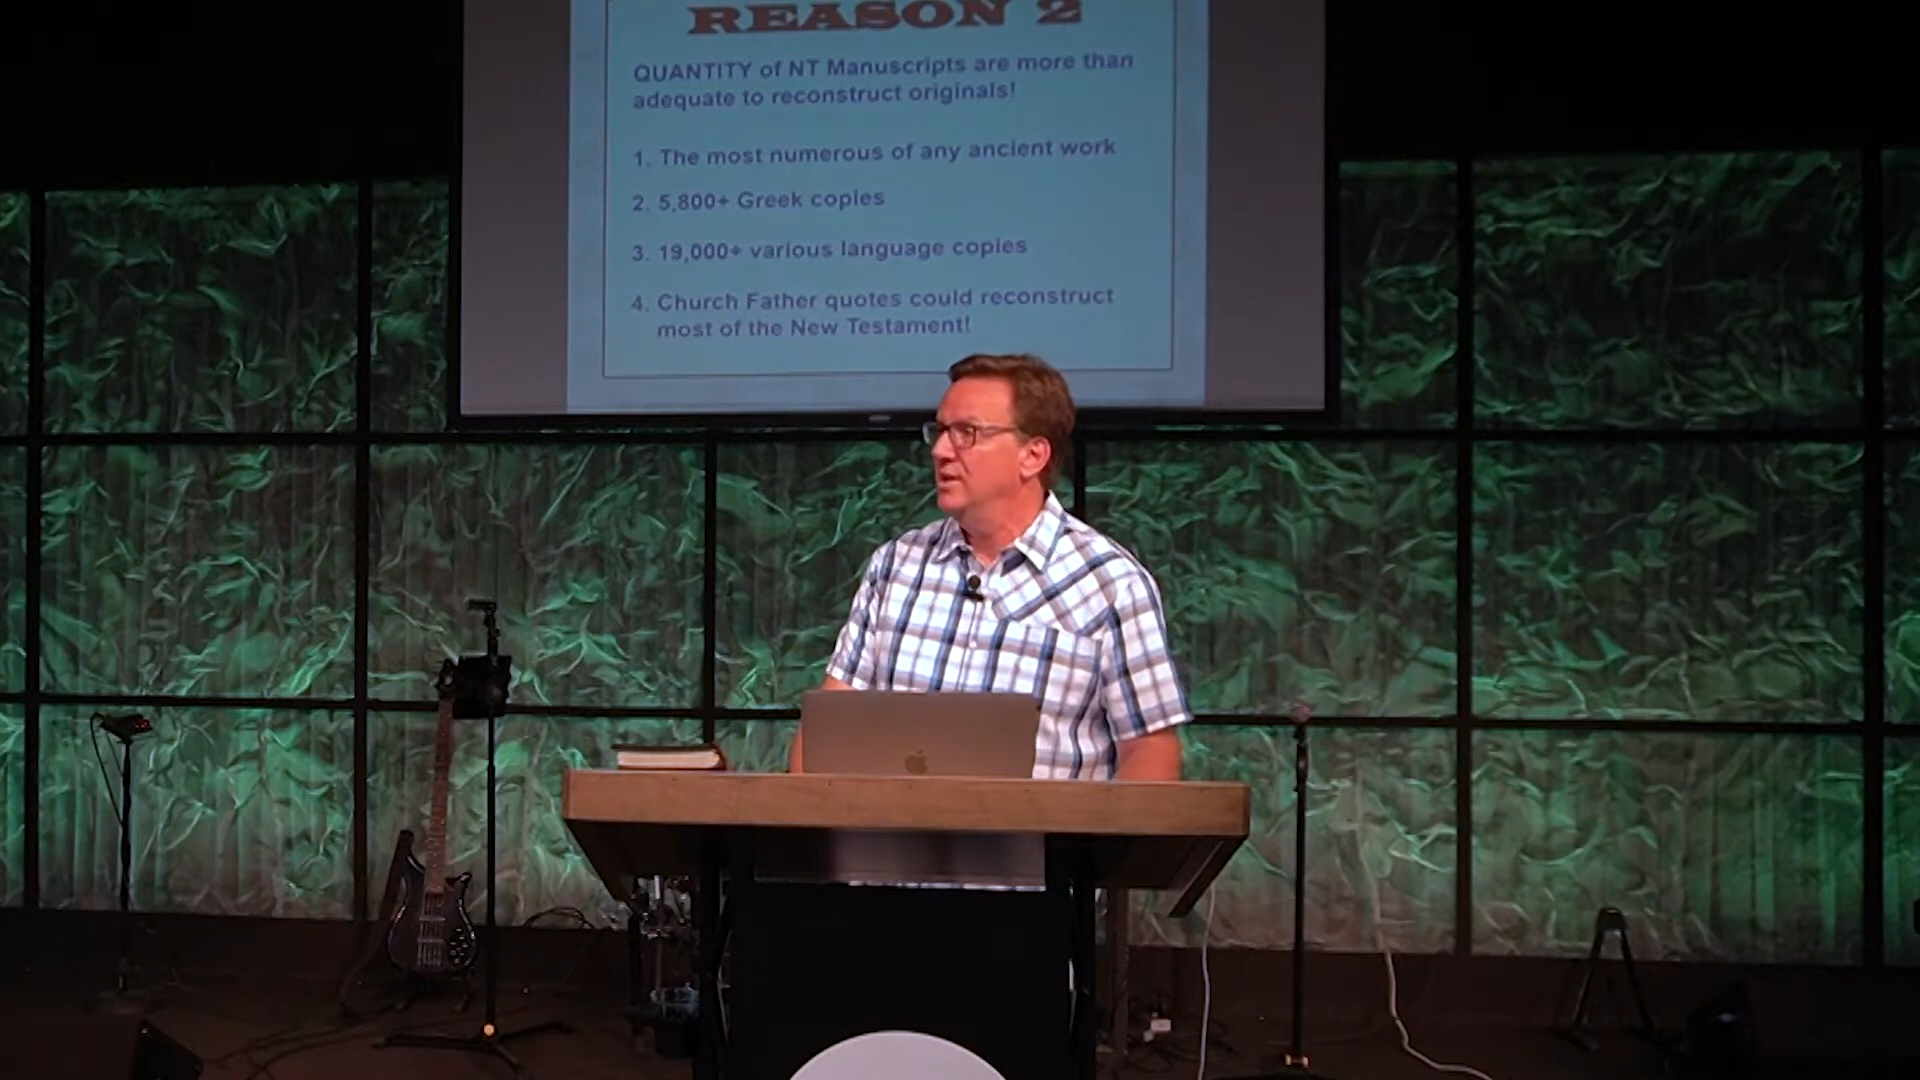 REASON 2
QUANTITY of NT Manuscripts are more than
adequate to reconstruct originals!
1. The most numerous of any ancient work
2. 5,800+ Greek copies
3. 19,000+ various language copies
4. Church Father quotes could reconstruct
most of the New Testament!